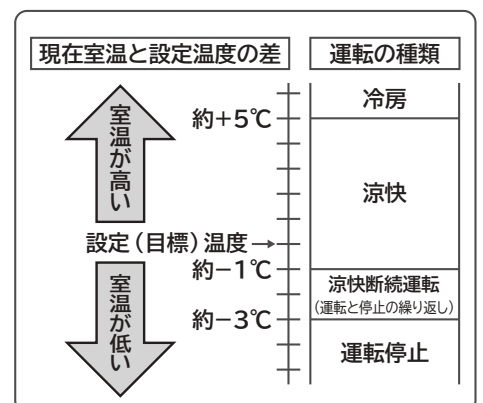 現在室温と設定温度の差
運転の種類
室温が高い
約+5℃
冷房
涼快
設定(目標)温度→
約-1℃
涼快断続運転
(運転と停止の繰り返し)
室温が低い
約-3℃
運転停止